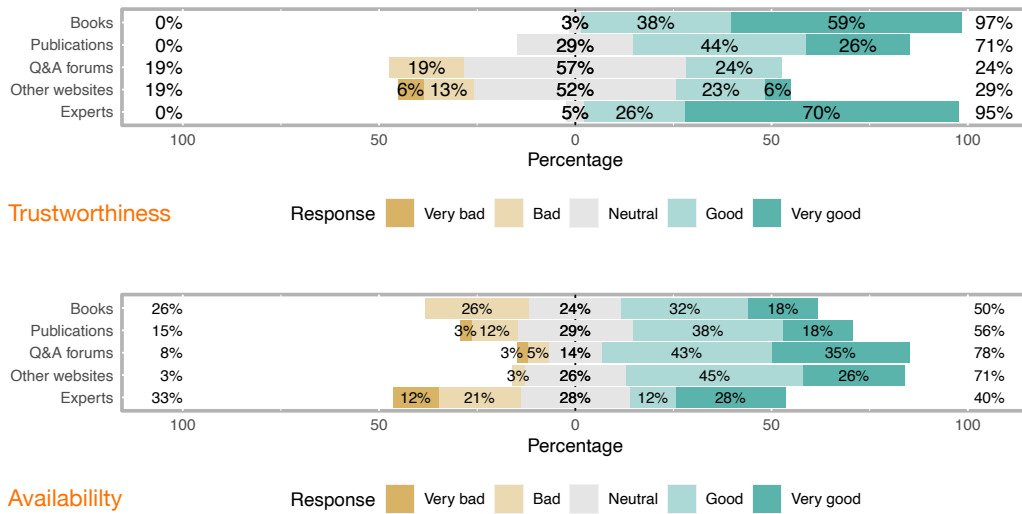 Books 0% 3% 38% 59% 97%
Publications 0% 29% 44% 26% 71%
Q&A forums 19% 19% 57% 24% 24%
Other websites 19% 6% 13% 52% 23% 6% 29%
Experts 0% 5% 26% 70% 95%
100 50 0 50 100
Percentage
Trustworthiness Response Very bad Bad Neutral Good Very good
Books 26% 26% 24% 32% 18% 50%
Publications 15% 3% 12% 29% 38% 18% 56%
Q&A forums 8% 3% 5% 14% 43% 35% 78%
Other websites 3% 3% 26% 45% 26% 71%
Experts 33% 12% 21% 28% 12% 28% 40%
100 50 0 50 100
Percentage
Availabililty Response Very bad Bad Neutral Good Very good